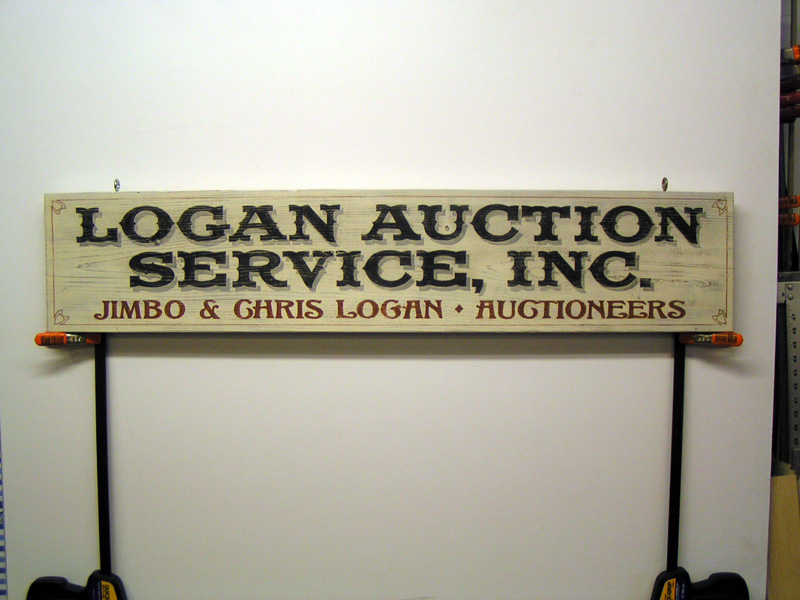 LOGAN AUCTION
SERVICE, INC.
JIMBO & CHRIS LOGAN • AUCTIONEERS